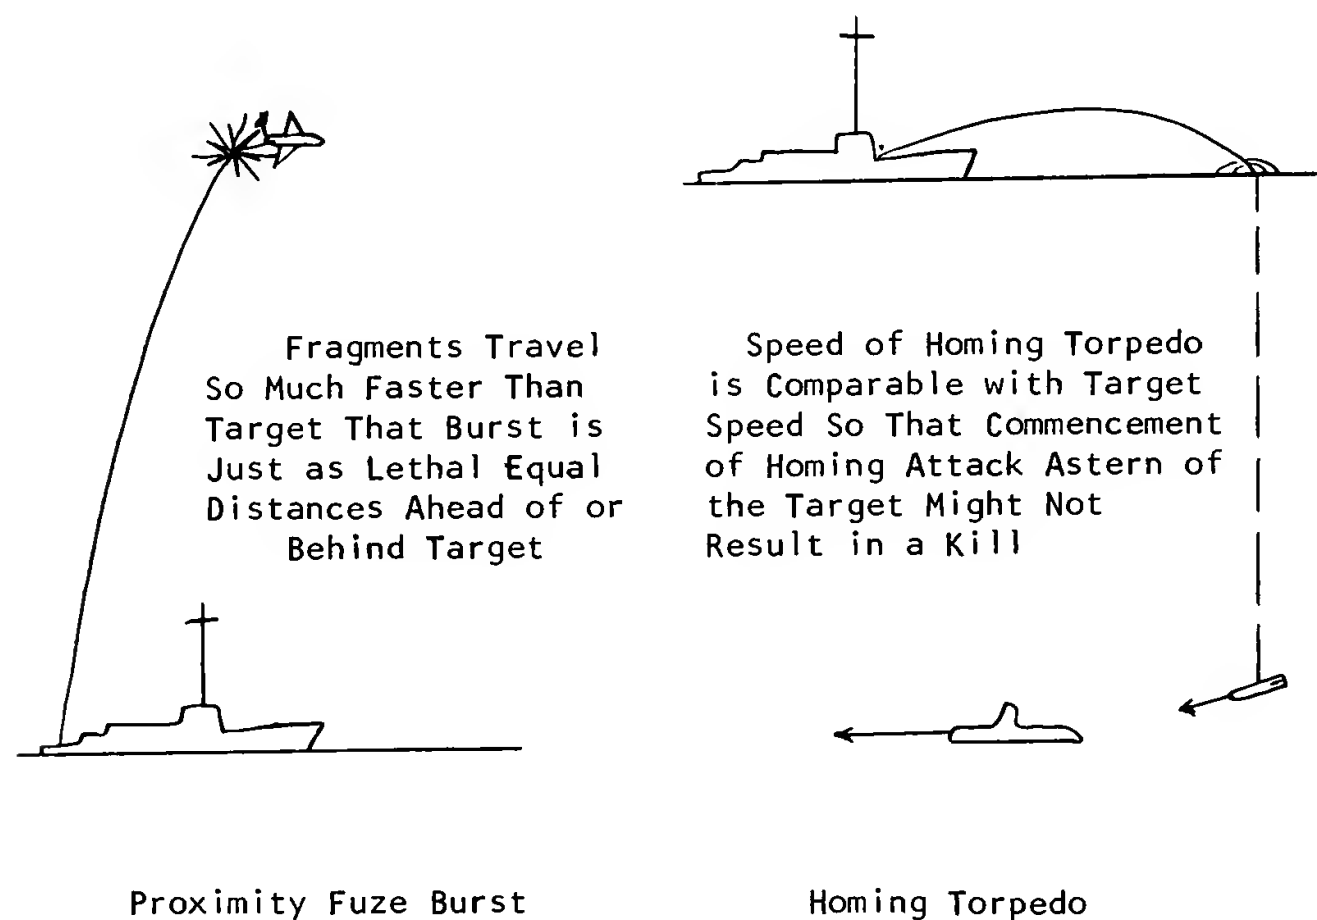 Fragments Travel
So Much Faster Than
Target That Burst is
Just as Lethal Equal
Distances Ahead of or
Behind Target
Speed of Homing Torpedo
is Comparable with Target
Speed So That Commencement
of Homing Attack Astern of
the Target Might Not
Result in a Kill
Proximity Fuze Burst
Homing Torpedo